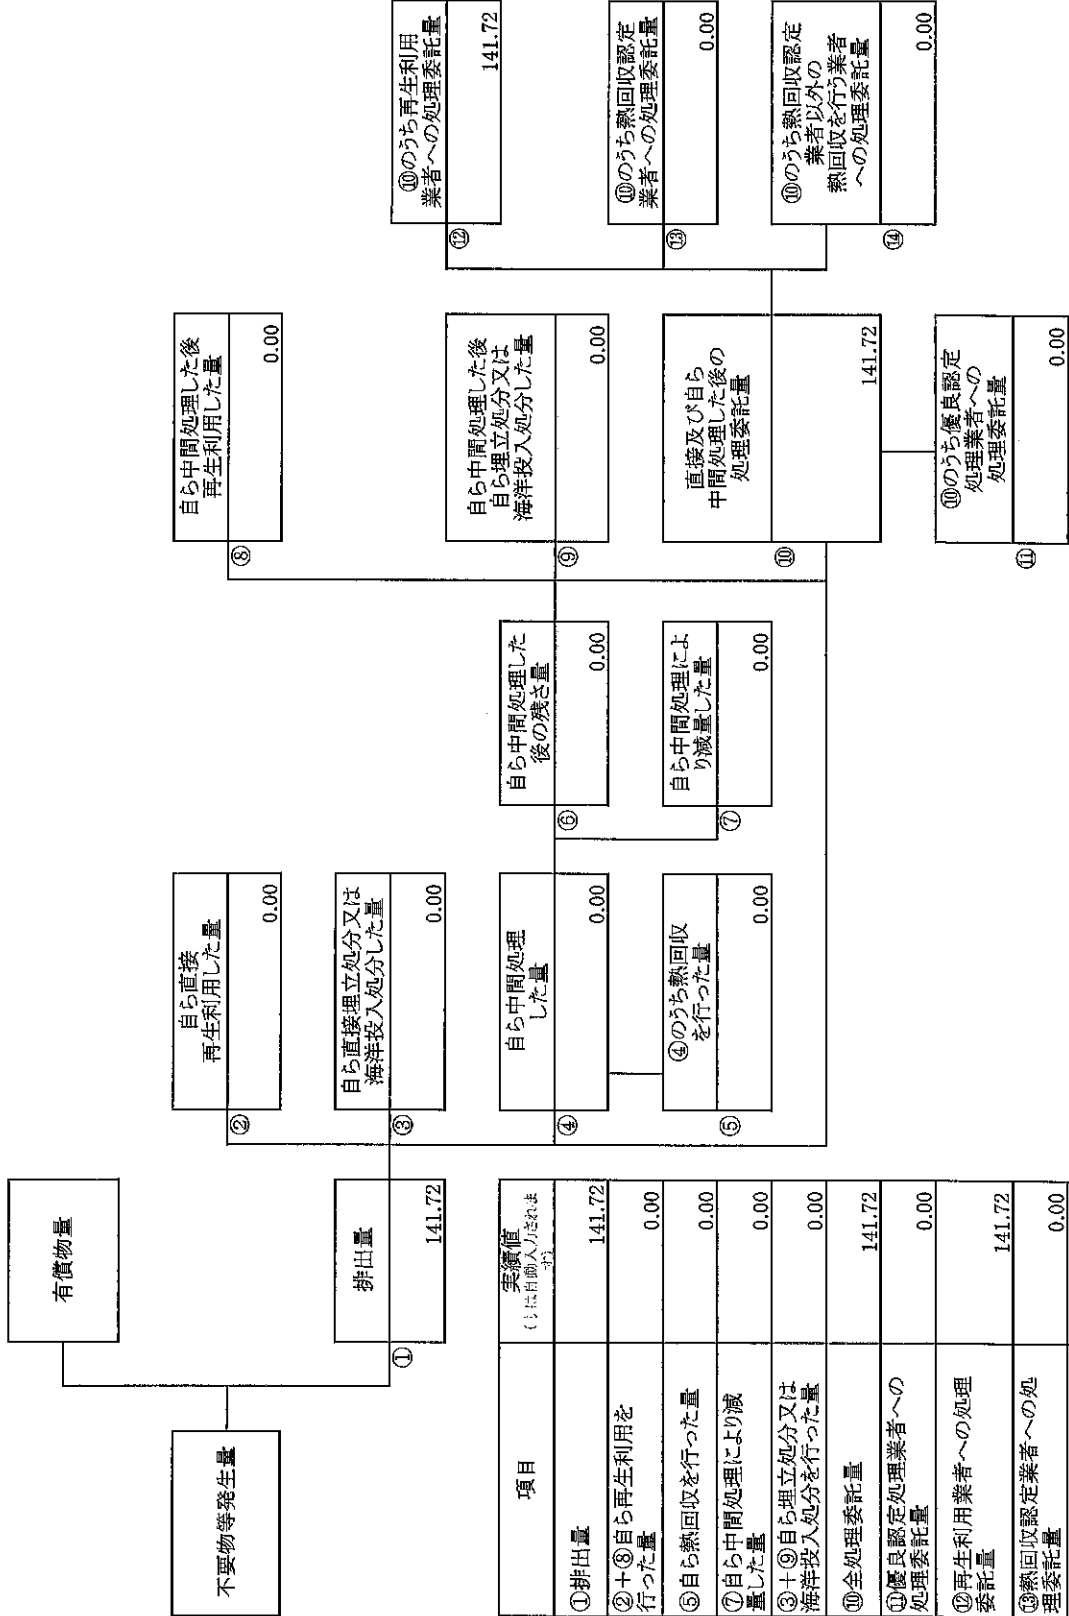 不要物等発生量
有償物量
①
排出量
141.72
②
自ら直接
再生利用した量
0.00
③
自ら直接埋立処分又は
海洋投入処分した量
0.00
④
自ら中間処理
した量
0.00
⑤
④のうち熱回収
を行った量
0.00
⑥
自ら中間処理した
後の残さ量
0.00
⑦
自ら中間処理によ
り減量した量
0.00
⑧
自ら中間処理した後
再生利用した量
0.00
⑨
自ら中間処理した後
自ら埋立処分又は
海洋投入処分した量
0.00
⑩
直接及び自ら
中間処理した後の
処理委託量
141.72
⑪
⑩のうち優良認定
処理業者への
処理委託量
0.00
⑫
⑩のうち再生利用
業者への処理委託量
141.72
⑬
⑩のうち熱回収認定
業者への処理委託量
0.00
⑭
⑩のうち熱回収認定
業者以外の
熱回収を行う業者
への処理委託量
0.00
項目
実績値
は自動入力されま
す
①排出量
141.72
②＋⑧自ら再生利用を
行った量
0.00
⑤自ら熱回収を行った量
0.00
⑦自ら中間処理により減
量した量
0.00
③＋⑨自ら埋立処分又は
海洋投入処分を行った量
0.00
⑩全処理委託量
141.72
⑪優良認定処理業者への
処理委託量
0.00
⑫再生利用業者への処理
委託量
141.72
⑬熱回収認定業者への処
理委託量
0.00